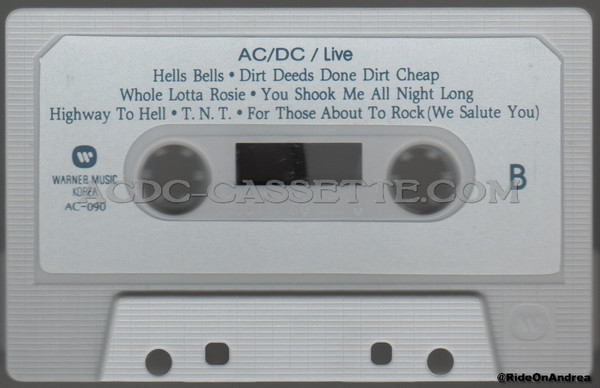 AC/DC / Live
Hells Bells • Dirt Deeds Done Dirt Cheap
Whole Lotta Rosie • You Shook Me All Night Long
Highway To Hell • T. N. T. • For Those About To Rock (We Salute You)
WARNER MUSIC
KOREA
AC-090
B
ACDC-CASSETTE.COM
@RideOnAndrea